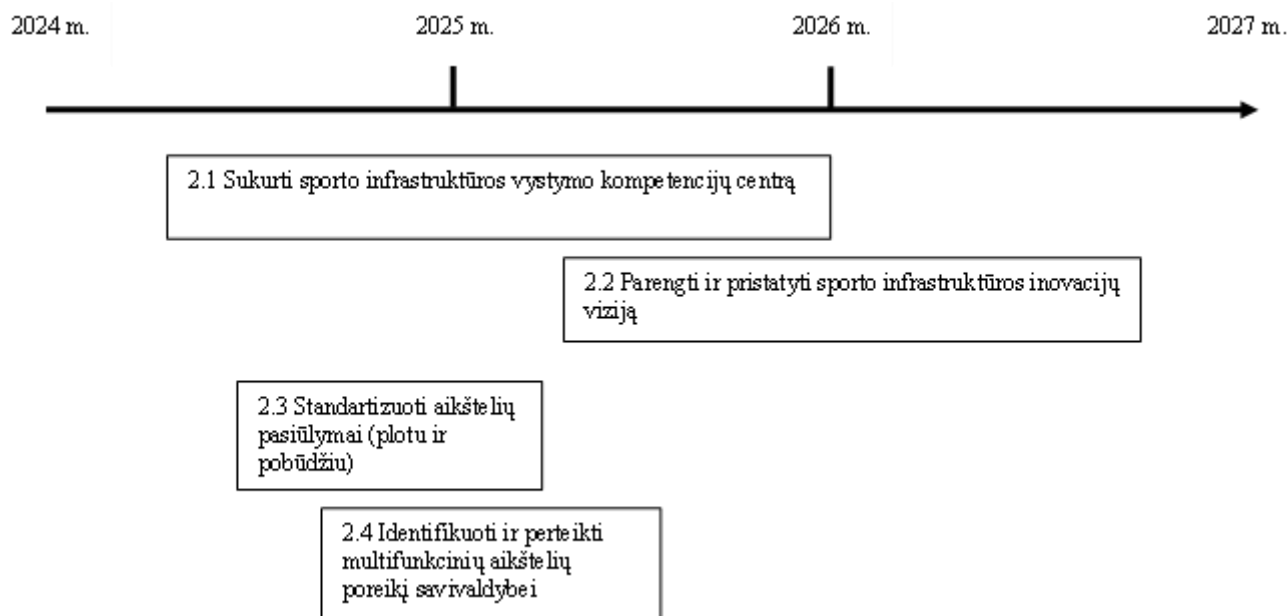 2024 m.
2025 m.
2026 m.
2027 m.
2.1 Sukurti sporto infrastruktūros vystymo kompetencijų centrą
2.2 Parengti ir pristatyti sporto infrastruktūros inovacijų
viziją
2.3 Standartizuoti aikštelių
pasiūlymai (plotu ir
pobūdžiu)
2.4 Identifikuoti ir perteikti
multifunkcinių aikštelių
poreikį savivaldybei